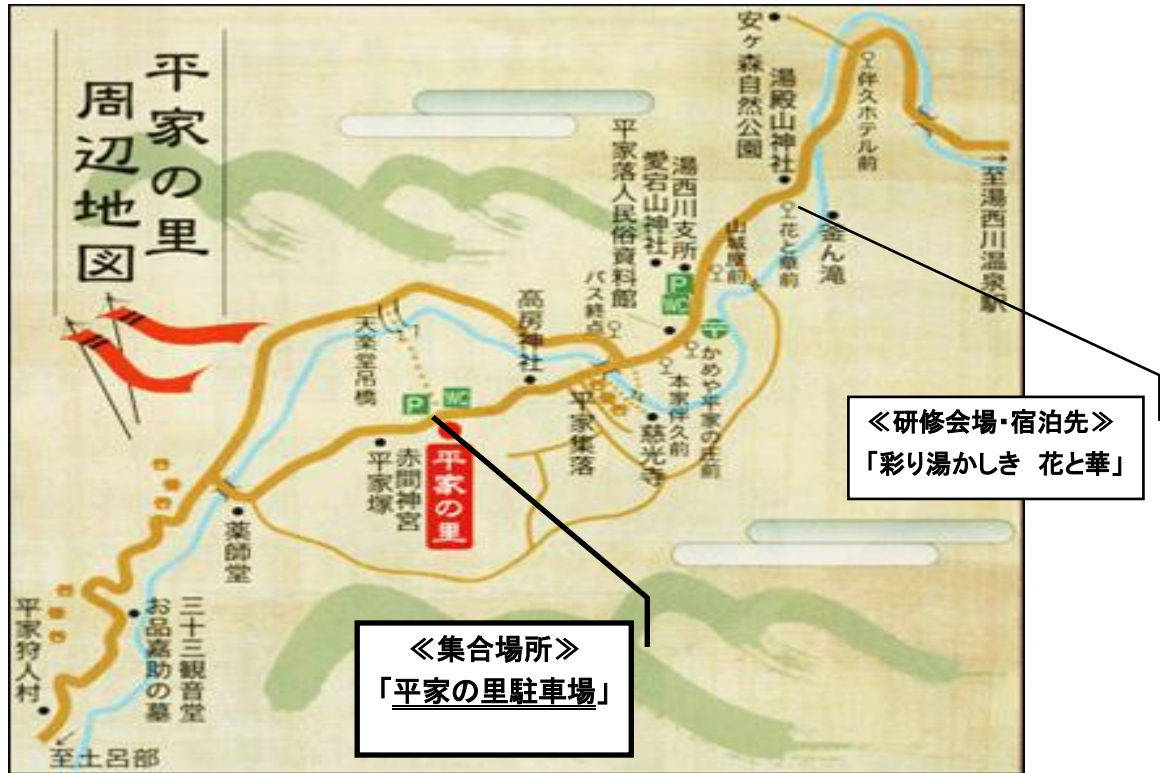 平家の里
周辺地図
安ヶ森自然公園
湯殿山神社
伴久ホテル前
→至湯西川温泉駅
花と華前
釜ん滝
湯西川支所
愛宕山神社
平家落人民俗資料館
バス終点
山城屋前
P
WC
〒
かめや平家の庄前
本家伴久前
慈光寺
平家集落
高房神社
天楽堂吊橋
P
WC
平家の里
赤間神宮
平家塚
薬師堂
三十三観音堂
お品嘉助の墓
平家狩人村
至土呂部
≪研修会場・宿泊先≫
「彩り湯かしき 花と華」
≪集合場所≫
「平家の里駐車場」